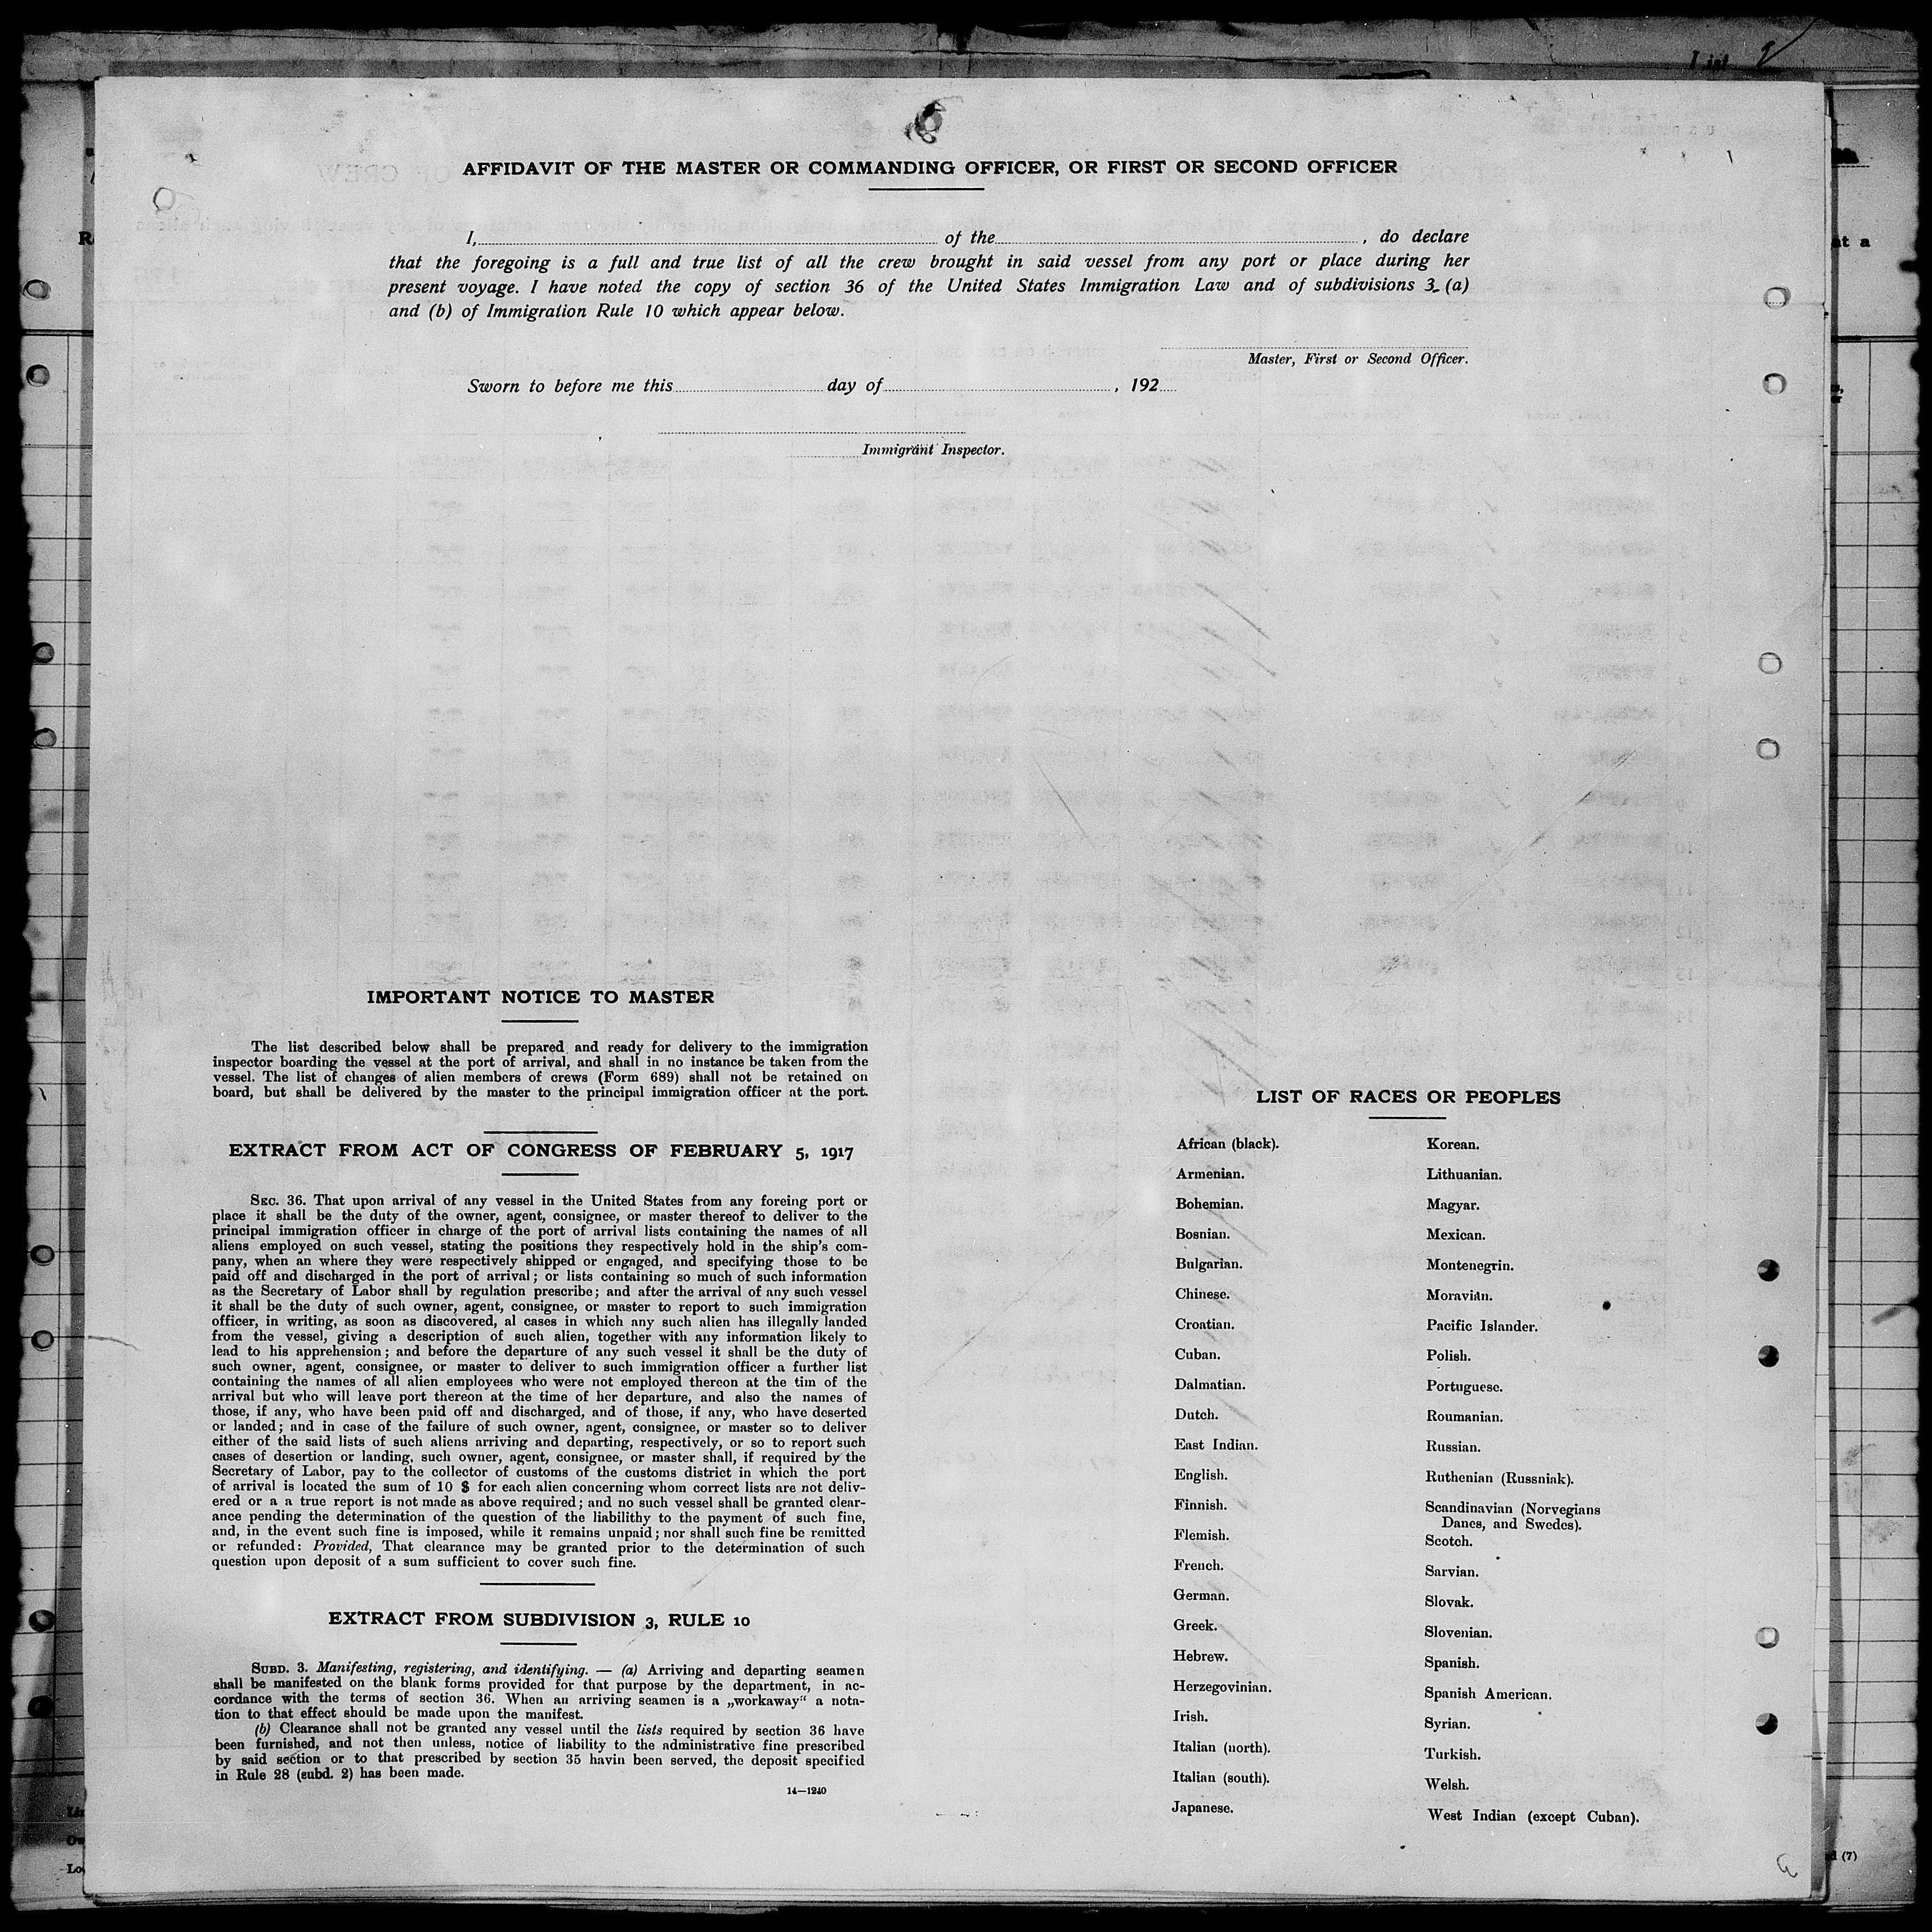 AFFIDAVIT OF THE MASTER OR COMMANDING OFFICER, OR FIRST OR SECOND OFFICER
I, of the , do declare
that the foregoing is a full and true list of all the crew brought in said vessel from any port or place during her
present voyage. I have noted the copy of section 36 of the United States Immigration Law and of subdivisions 3 (a)
and (b) of Immigration Rule 10 which appear below.
Master, First or Second Officer.
Sworn to before me this day of , 192
Immigrant Inspector.
IMPORTANT NOTICE TO MASTER
The list described below shall be prepared and ready for delivery to the immigration
inspector boarding the vessel at the port of arrival, and shall in no instance be taken from the
vessel. The list of changes of alien members of crews (Form 689) shall not be retained on
board, but shall be delivered by the master to the principal immigration officer at the port.
EXTRACT FROM ACT OF CONGRESS OF FEBRUARY 5, 1917
SEC. 36. That upon arrival of any vessel in the United States from any foreing port or
place it shall be the duty of the owner, agent, consignee, or master thereof to deliver to the
principal immigration officer in charge of the port of arrival lists containing the names of all
aliens employed on such vessel, stating the positions they respectively hold in the ship's com-
pany, when an where they were respectively shipped or engaged, and specifying those to be
paid off and discharged in the port of arrival; or lists containing so much of such information
as the Secretary of Labor shall by regulation prescribe; and after the arrival of any such vessel
it shall be the duty of such owner, agent, consignee, or master to report to such immigration
officer, in writing, as soon as discovered, al cases in which any such alien has illegally landed
from the vessel, giving a description of such alien, together with any information likely to
lead to his apprehension; and before the departure of any such vessel it shall be the duty of
such owner, agent, consignee, or master to deliver to such immigration officer a further list
containing the names of all alien employees who were not employed thereon at the tim of the
arrival but who will leave port thereon at the time of her departure, and also the names of
those, if any, who have been paid off and discharged, and of those, if any, who have deserted
or landed; and in case of the failure of such owner, agent, consignee, or master so to deliver
either of the said lists of such aliens arriving and departing, respectively, or so to report such
cases of desertion or landing, such owner, agent, consignee, or master shall, if required by the
Secretary of Labor, pay to the collector of customs of the customs district in which the port
of arrival is located the sum of 10 $ for each alien concerning whom correct lists are not deliv-
ered or a a true report is not made as above required; and no such vessel shall be granted clear-
ance pending the determination of the question of the liabilithy to the payment of such fine,
and, in the event such fine is imposed, while it remains unpaid; nor shall such fine be remitted
or refunded: Provided, That clearance may be granted prior to the determination of such
question upon deposit of a sum sufficient to cover such fine.
EXTRACT FROM SUBDIVISION 3, RULE 10
SUBD. 3. Manifesting, registering, and identifying. — (a) Arriving and departing seamen
shall be manifested on the blank forms provided for that purpose by the department, in ac-
cordance with the terms of section 36. When an arriving seamen is a „workaway“ a nota-
tion to that effect should be made upon the manifest.
(b) Clearance shall not be granted any vessel until the lists required by section 36 have
been furnished, and not then unless, notice of liability to the administrative fine prescribed
by said section or to that prescribed by section 35 havin been served, the deposit specified
in Rule 28 (subd. 2) has been made.
14—1240
LIST OF RACES OR PEOPLES
African (black).
Armenian.
Bohemian.
Bosnian.
Bulgarian.
Chinese.
Croatian.
Cuban.
Dalmatian.
Dutch.
East Indian.
English.
Finnish.
Flemish.
French.
German.
Greek.
Hebrew.
Herzegovinian.
Irish.
Italian (north).
Italian (south).
Japanese.
Korean.
Lithuanian.
Magyar.
Mexican.
Montenegrin.
Moravian.
Pacific Islander.
Polish.
Portuguese.
Roumanian.
Russian.
Ruthenian (Russniak).
Scandinavian (Norvegians
Danes, and Swedes).
Scotch.
Sarvian.
Slovak.
Slovenian.
Spanish.
Spanish American.
Syrian.
Turkish.
Welsh.
West Indian (except Cuban).